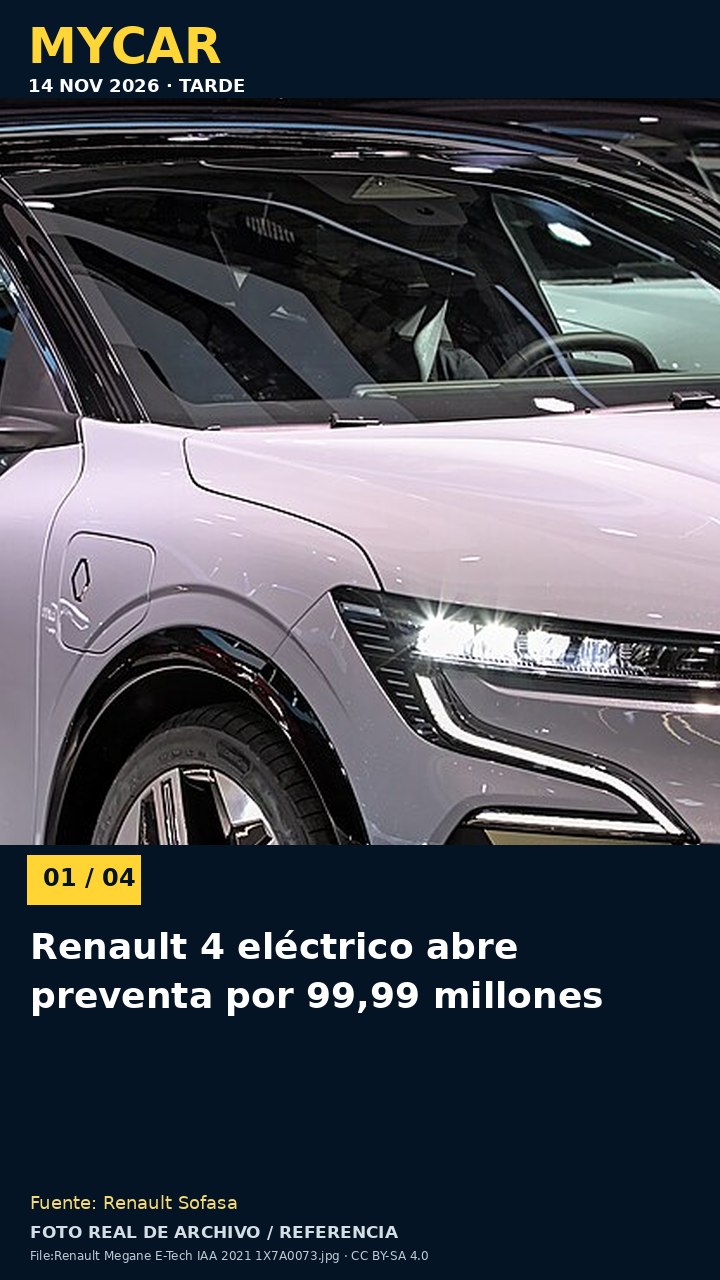 MYCAR
14 NOV 2026 · TARDE
01 / 04
Renault 4 eléctrico abre
preventa por 99,99 millones
Fuente: Renault Sofasa
FOTO REAL DE ARCHIVO / REFERENCIA
File:Renault Megane E-Tech IAA 2021 1X7A0073.jpg · CC BY-SA 4.0